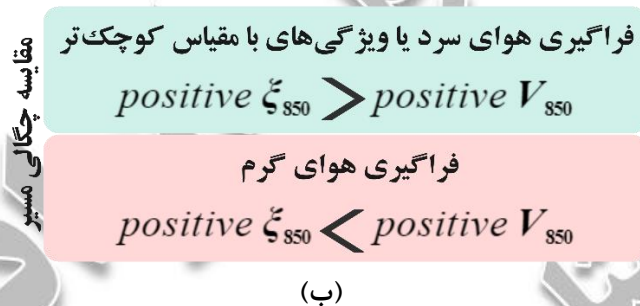 مقایسه چگالی مسیر
فراگیری هوای سرد یا ویژگی‌های با مقیاس کوچک‌تر
positive ξ850 > positive V850
فراگیری هوای گرم
positive ξ850 < positive V850
(ب)